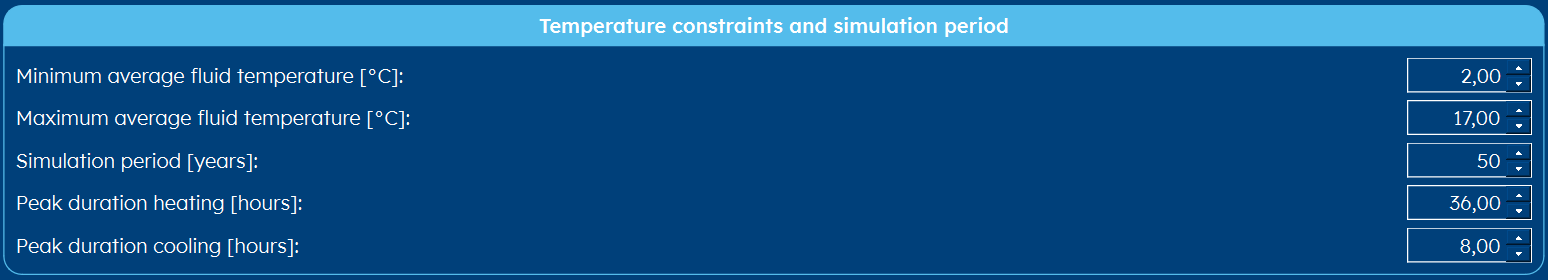 Temperature constraints and simulation period
Minimum average fluid temperature [°C]: 2,00
Maximum average fluid temperature [°C]: 17,00
Simulation period [years]: 50
Peak duration heating [hours]: 36,00
Peak duration cooling [hours]: 8,00